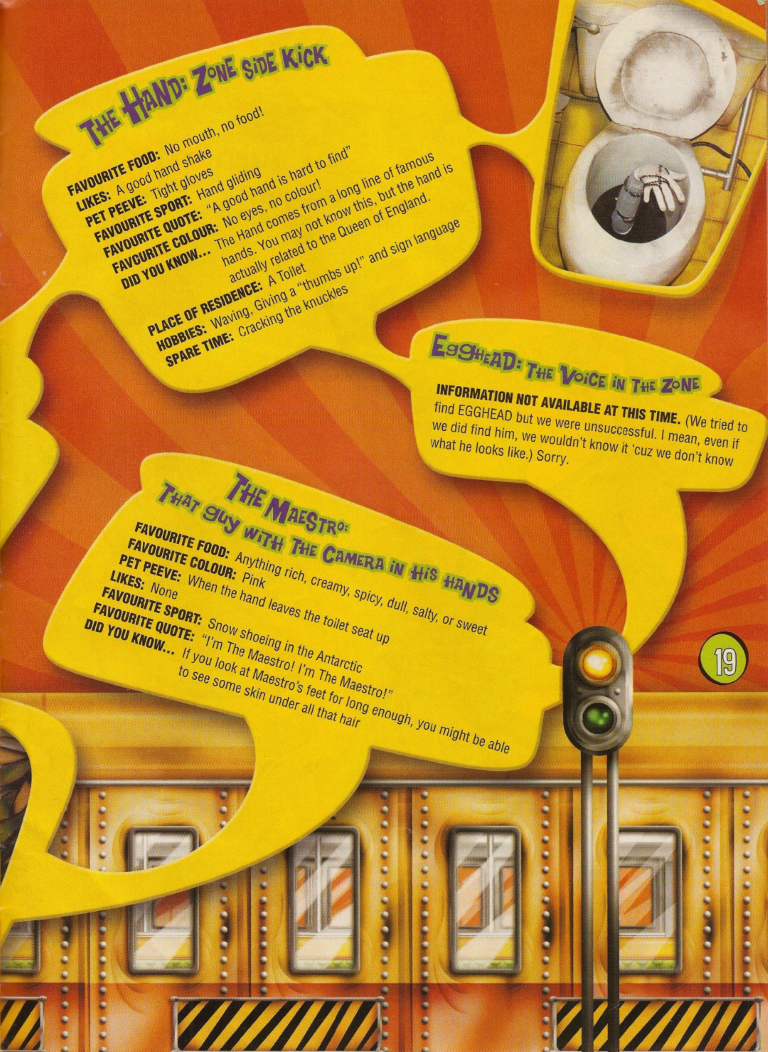 THE HAND: ZONE SIDE KICK
FAVOURITE FOOD: No mouth, no food!
LIKES: A good hand shake
PET PEEVE: Tight gloves
FAVOURITE SPORT: Hand gliding
FAVOURITE QUOTE: "A good hand is hard to find"
FAVOURITE COLOUR: No eyes, no colour!
DID YOU KNOW... The Hand comes from a long line of famous
hands. You may not know this, but the hand is
actually related to the Queen of England.
PLACE OF RESIDENCE: A Toilet
HOBBIES: Waving, Giving a "thumbs up!" and sign language
SPARE TIME: Cracking the knuckles
EGGHEAD: THE VOICE IN THE ZONE
INFORMATION NOT AVAILABLE AT THIS TIME. (We tried to
find EGGHEAD but we were unsuccessful. I mean, even if
we did find him, we wouldn't know it 'cuz we don't know
what he looks like.) Sorry.
THE MAESTRO:
THAT GUY WITH THE CAMERA IN HIS HANDS
FAVOURITE FOOD: Anything rich, creamy, spicy, dull, salty, or sweet
FAVOURITE COLOUR: Pink
PET PEEVE: When the hand leaves the toilet seat up
LIKES: None
FAVOURITE SPORT: Snow shoeing in the Antarctic
FAVOURITE QUOTE: "I'm The Maestro! I'm The Maestro!"
DID YOU KNOW... If you look at Maestro's feet for long enough, you might be able
to see some skin under all that hair
19